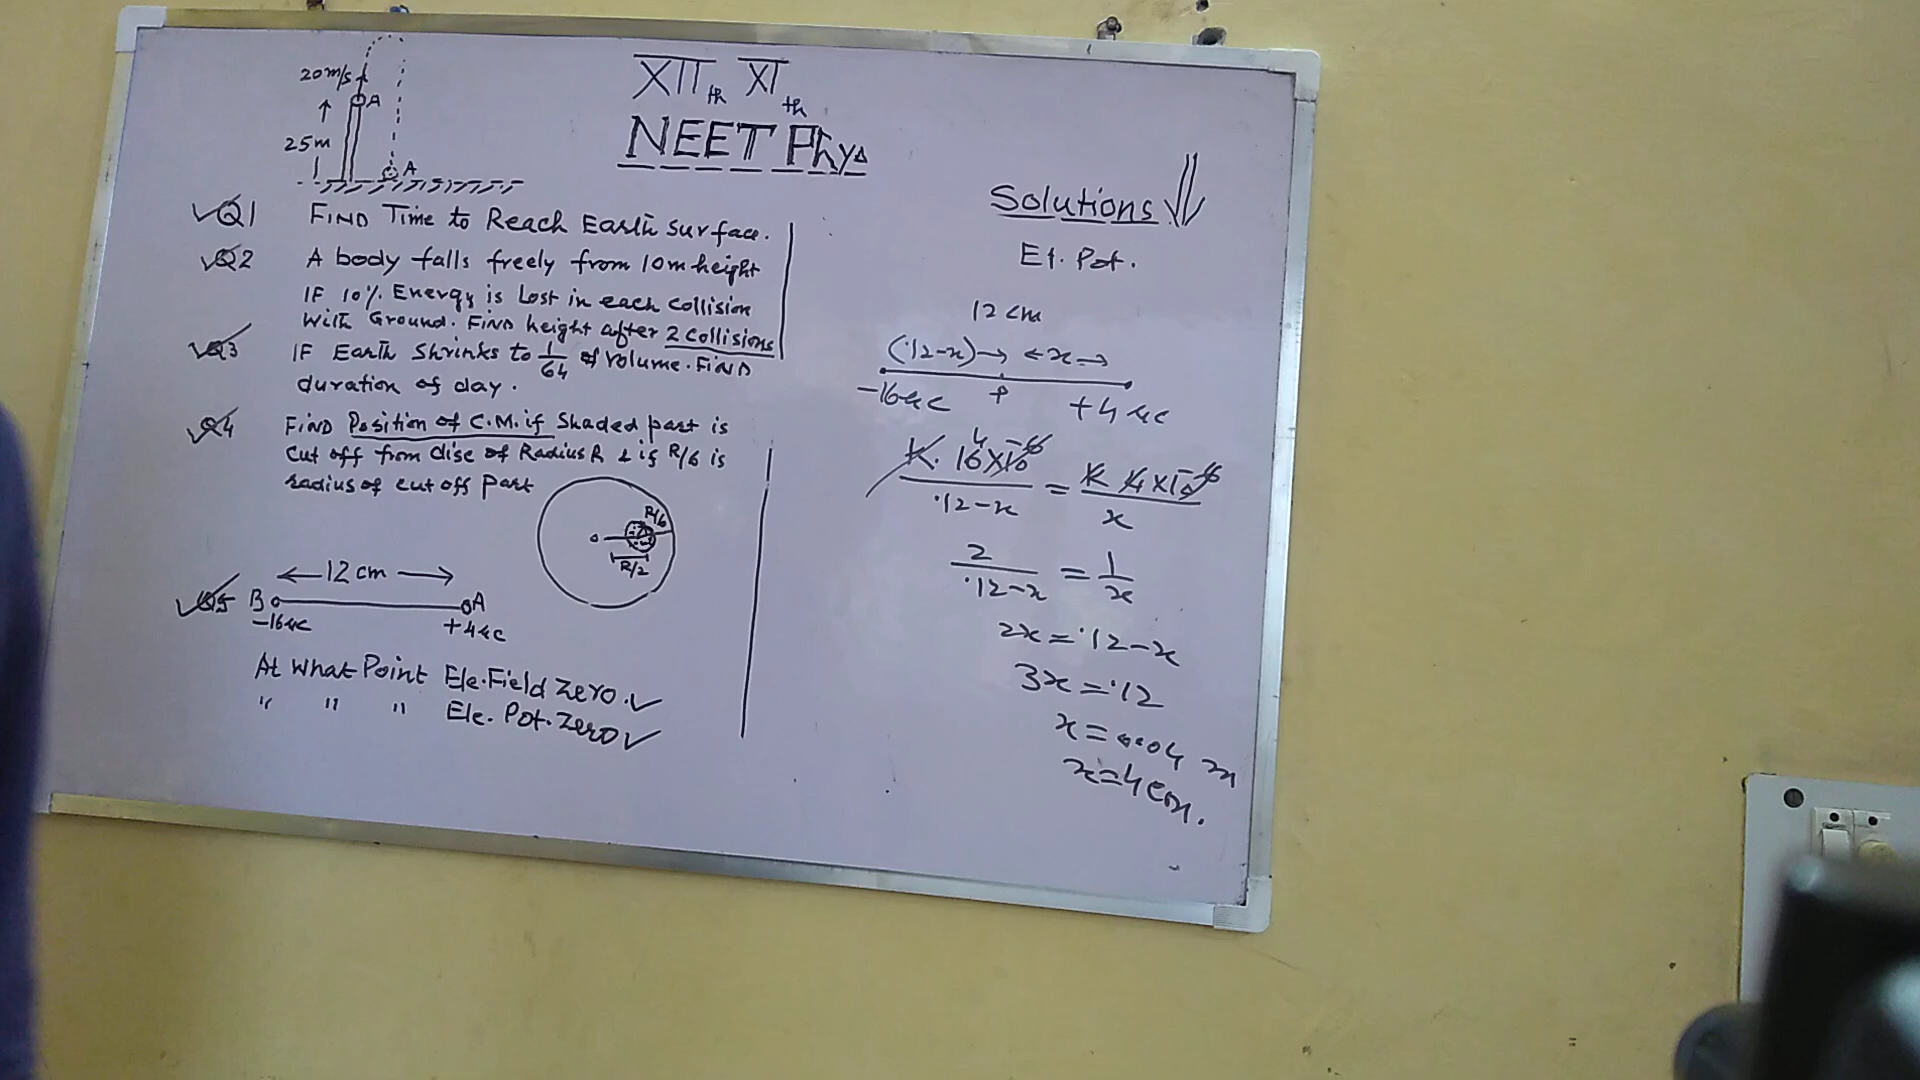 XIIth XIth
NEET Phys
20m/s
A
25m
A
Q1 FIND Time to Reach Earth surface.
Q2 A body falls freely from 10m height
IF 10% Energy is Lost in each collision
With Ground. Find height after 2 collisions
Q3 IF Earth Shrinks to 1/64 of volume. FIND
duration of day.
Q4 FIND Position of C.M. if Shaded part is
Cut off from disc of Radius R & if R/6 is
radius of cut off Part
R/6
R/2
12 cm
Q5 B A
-16μC +4μC
At what Point Ele. Field Zero. ✓
" " " Ele. Pot. Zero ✓
Solutions
El. Pot.
12 cm
(.12-x) → ← x →
-16μC P +4μC
K. 16×10^-6 / .12-x = K 4×10^-6 / x
4
2 / .12-x = 1 / x
2x = .12-x
3x = .12
x = 0.04 m
x = 4 cm.